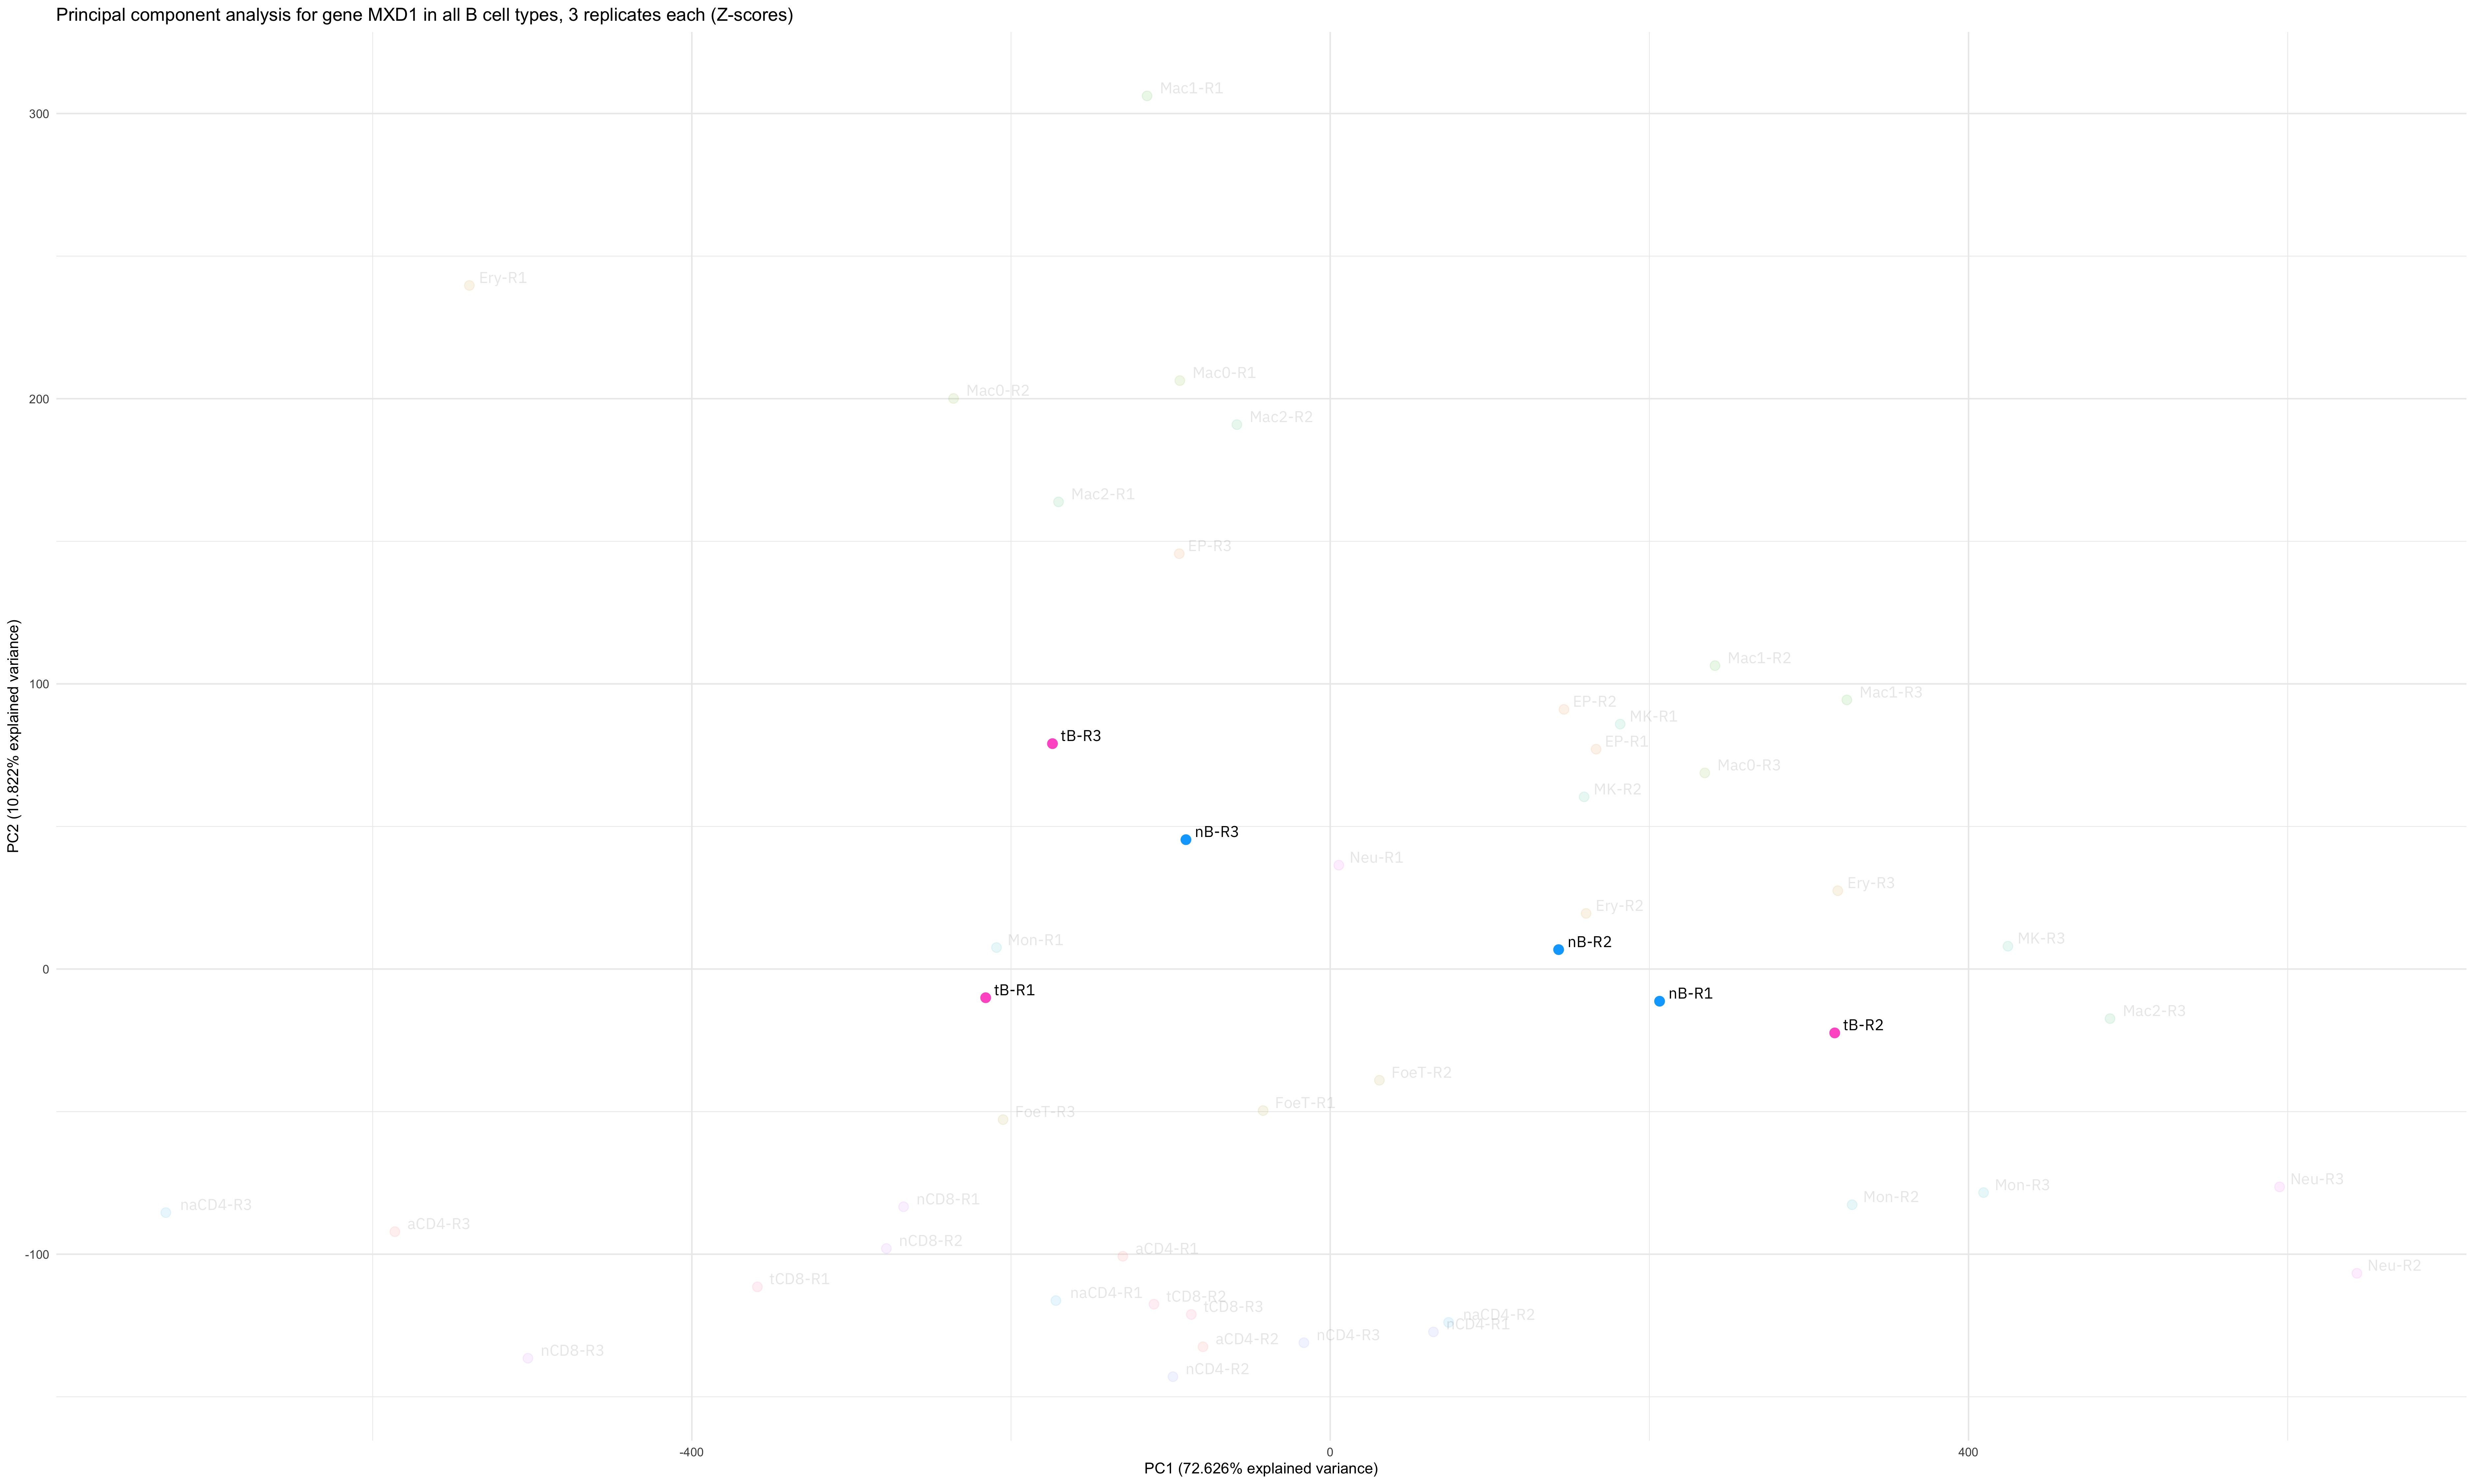 Principal component analysis for gene MXD1 in all B cell types, 3 replicates each (Z-scores)
Mac1-R1
300
Ery-R1
Mac0-R1
Mac0-R2
200
Mac2-R2
Mac2-R1
EP-R3
Mac1-R2
100
Mac1-R3
EP-R2
MK-R1
tB-R3
EP-R1
Mac0-R3
MK-R2
nB-R3
Neu-R1
Ery-R3
Ery-R2
nB-R2
Mon-R1
MK-R3
0
tB-R1
nB-R1
Mac2-R3
tB-R2
FoeT-R2
FoeT-R1
FoeT-R3
Neu-R3
Mon-R3
Mon-R2
nCD8-R1
naCD4-R3
aCD4-R3
nCD8-R2
aCD4-R1
-100
Neu-R2
tCD8-R1
naCD4-R1
tCD8-R2
tCD8-R3
naCD4-R2
nCD4-R1
nCD4-R3
aCD4-R2
nCD8-R3
nCD4-R2
PC2 (10.822% explained variance)
-400
0
400
PC1 (72.626% explained variance)